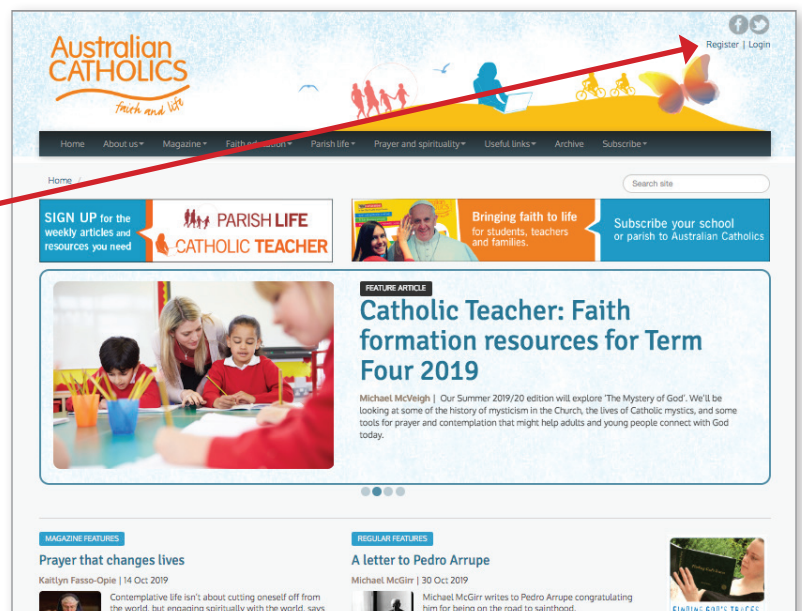 Australian
CATHOLICS
faith and life
Register | Login
Home About us Magazine Faith education Parish life Prayer and spirituality Useful links Archive Subscribe
Home /
Search site
SIGN UP for the
weekly articles and
resources you need
PARISH LIFE
CATHOLIC TEACHER
Bringing faith to life
for students, teachers
and families.
Subscribe your school
or parish to Australian Catholics
FEATURE ARTICLE
Catholic Teacher: Faith
formation resources for Term
Four 2019
Michael McVeigh | Our Summer 2019/20 edition will explore 'The Mystery of God'. We'll be
looking at some of the history of mysticism in the Church, the lives of Catholic mystics, and some
tools for prayer and contemplation that might help adults and young people connect with God
today.
MAGAZINE FEATURES
Prayer that changes lives
Kaitlyn Fasso-Opie | 14 Oct 2019
Contemplative life isn't about cutting oneself off from
the world, but engaging spiritually with the world, says
REGULAR FEATURES
A letter to Pedro Arrupe
Michael McGirr | 30 Oct 2019
Michael McGirr writes to Pedro Arrupe congratulating
him for being on the road to sainthood.
FINDING GOD'S TRACES